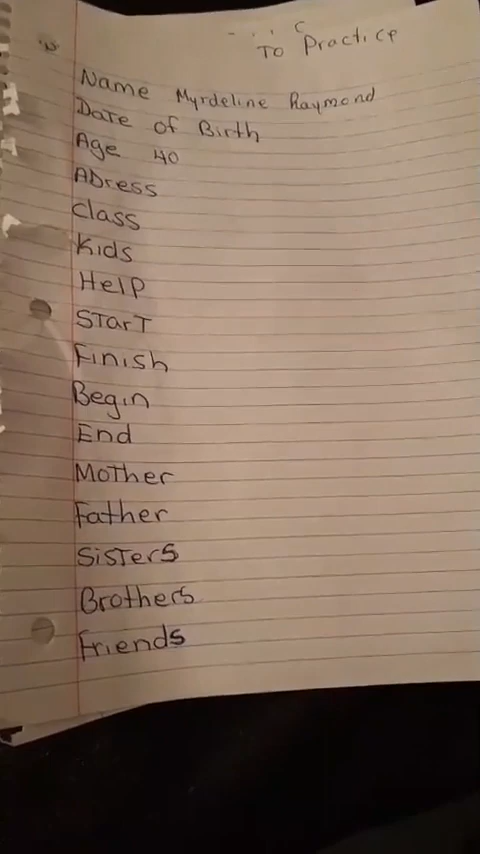 To Practice
Name Myrdeline Raymond
Date of Birth
Age 40
ADress
Class
Kids
Help
STarT
Finish
Begin
End
MoTher
Father
SisTerS
Brothers
Friends